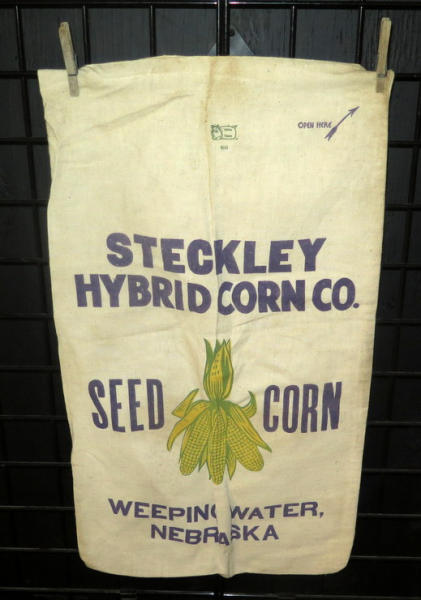 OPEN HERE
STECKLEY
HYBRID CORN CO.
SEED CORN
WEEPING WATER,
NEBRASKA